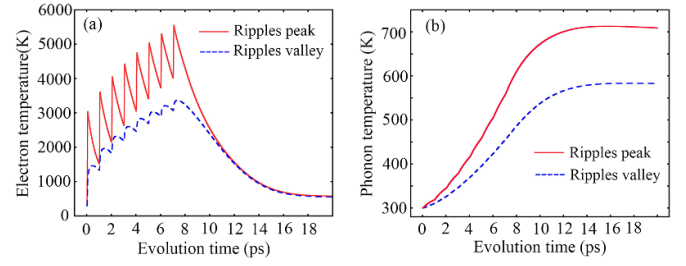 (a)
Ripples peak
Ripples valley
Electron temperature(K)
6000
5000
4000
3000
2000
1000
0
0 2 4 6 8 10 12 14 16 18
Evolution time (ps)
(b)
Ripples peak
Ripples valley
Phonon temperature (K)
700
600
500
400
300
0 2 4 6 8 10 12 14 16 18
Evolution time (ps)